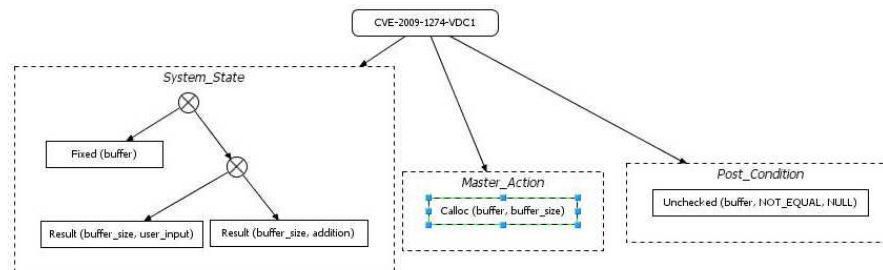 CVE-2009-1274-VDC1
System_State
Fixed (buffer)
Result (buffer_size, user_input)
Result (buffer_size, addition)
Master_Action
Calloc (buffer, buffer_size)
Post_Condition
Unchecked (buffer, NOT_EQUAL, NULL)